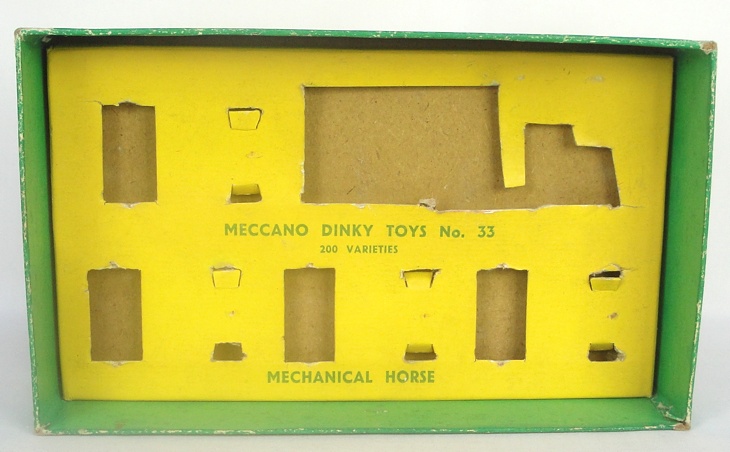 MECCANO DINKY TOYS No. 33
200 VARIETIES
MECHANICAL HORSE